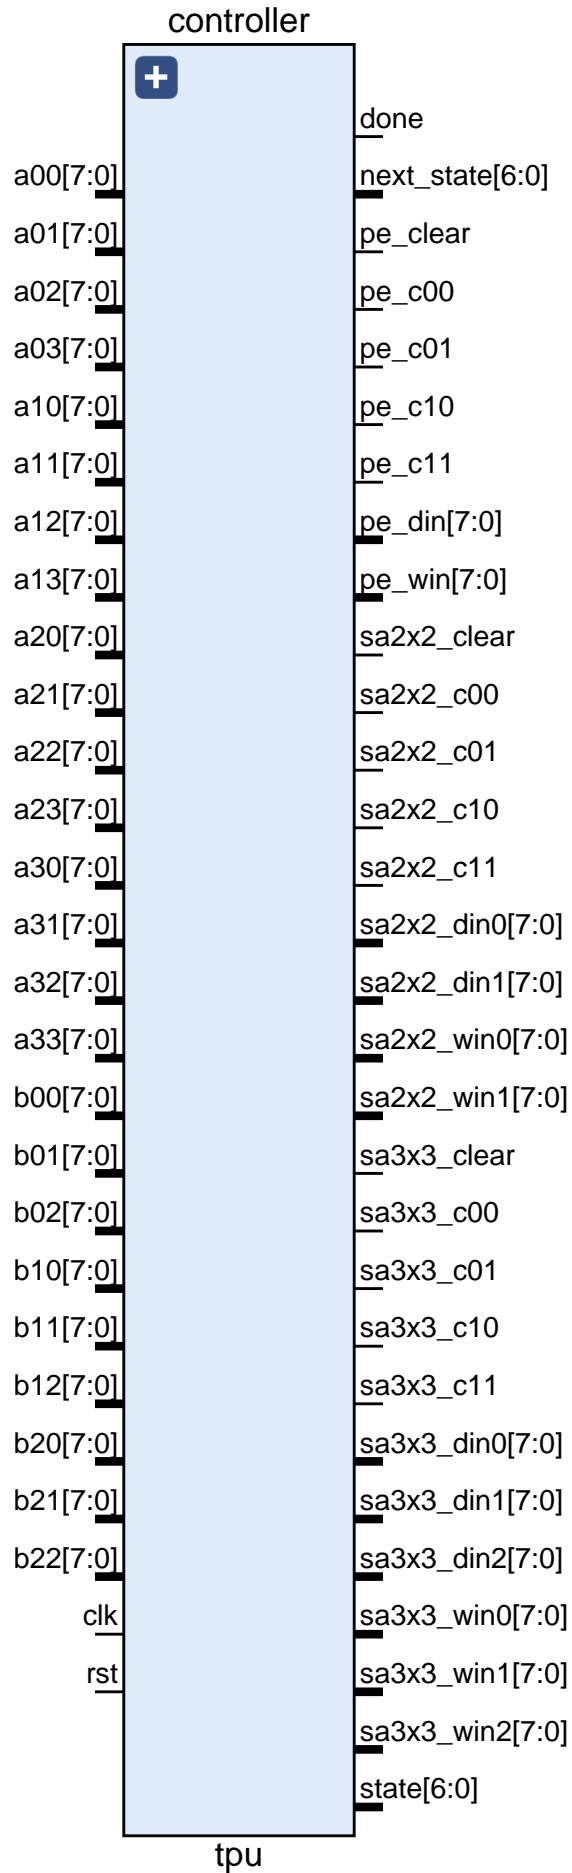 controller
done
a00[7:0]
next_state[6:0]
a01[7:0]
pe_clear
a02[7:0]
pe_c00
a03[7:0]
pe_c01
a10[7:0]
pe_c10
a11[7:0]
pe_c11
a12[7:0]
pe_din[7:0]
a13[7:0]
pe_win[7:0]
a20[7:0]
sa2x2_clear
a21[7:0]
sa2x2_c00
a22[7:0]
sa2x2_c01
a23[7:0]
sa2x2_c10
a30[7:0]
sa2x2_c11
a31[7:0]
sa2x2_din0[7:0]
a32[7:0]
sa2x2_din1[7:0]
a33[7:0]
sa2x2_win0[7:0]
b00[7:0]
sa2x2_win1[7:0]
b01[7:0]
sa3x3_clear
b02[7:0]
sa3x3_c00
b10[7:0]
sa3x3_c01
b11[7:0]
sa3x3_c10
b12[7:0]
sa3x3_c11
b20[7:0]
sa3x3_din0[7:0]
b21[7:0]
sa3x3_din1[7:0]
b22[7:0]
sa3x3_din2[7:0]
clk
sa3x3_win0[7:0]
rst
sa3x3_win1[7:0]
sa3x3_win2[7:0]
state[6:0]
tpu